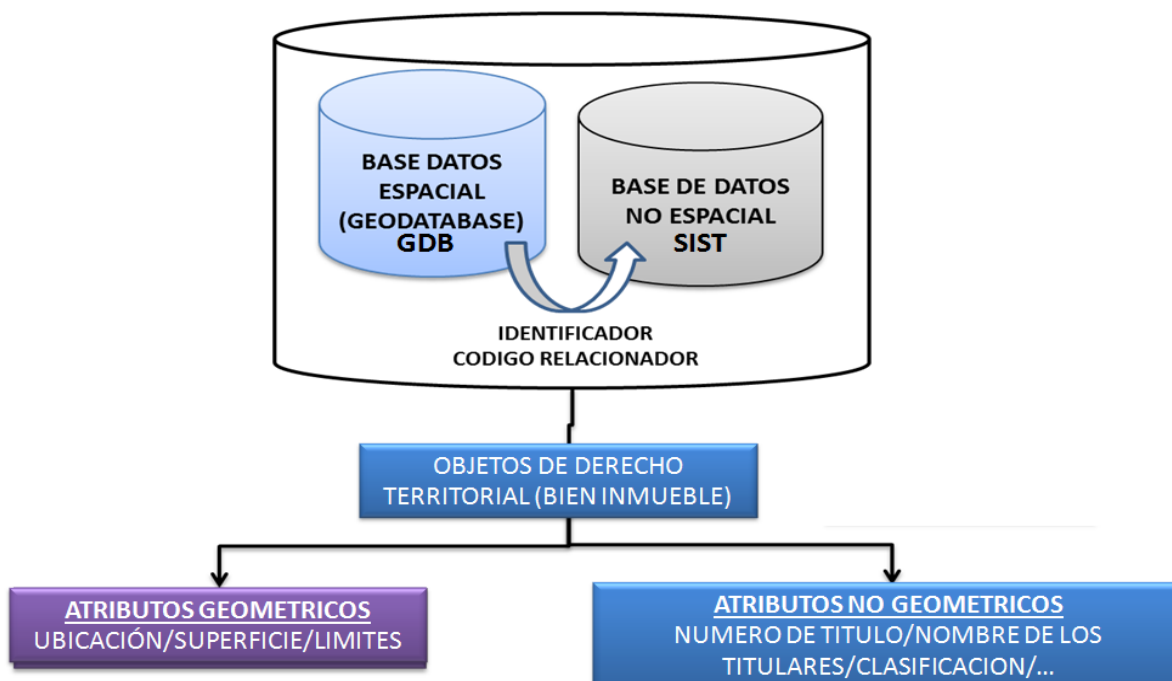 BASE DATOS
ESPACIAL
(GEODATABASE)
GDB
BASE DE DATOS
NO ESPACIAL
SIST
IDENTIFICADOR
CODIGO RELACIONADOR
OBJETOS DE DERECHO
TERRITORIAL (BIEN INMUEBLE)
ATRIBUTOS GEOMETRICOS
UBICACIÓN/SUPERFICIE/LIMITES
ATRIBUTOS NO GEOMETRICOS
NUMERO DE TITULO/NOMBRE DE LOS
TITULARES/CLASIFICACION/...